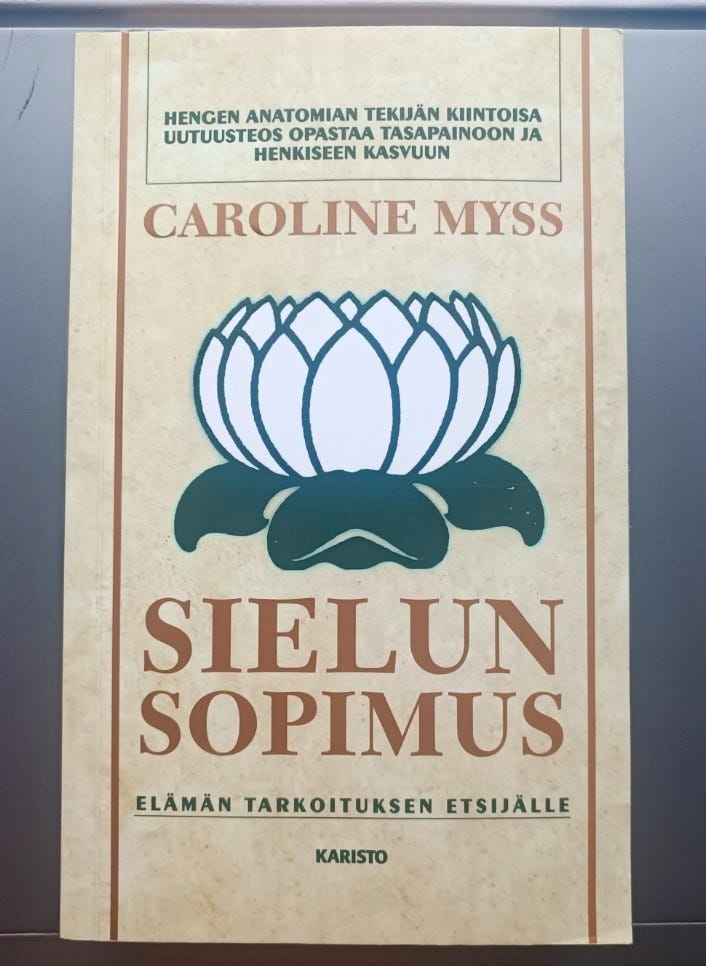 HENGEN ANATOMIAN TEKIJÄN KIINTOISA
UUTUUSTEOS OPASTAA TASAPAINOON JA
HENKISEEN KASVUUN
CAROLINE MYSS
SIELUN
SOPIMUS
ELÄMÄN TARKOITUKSEN ETSIJÄLLE
KARISTO